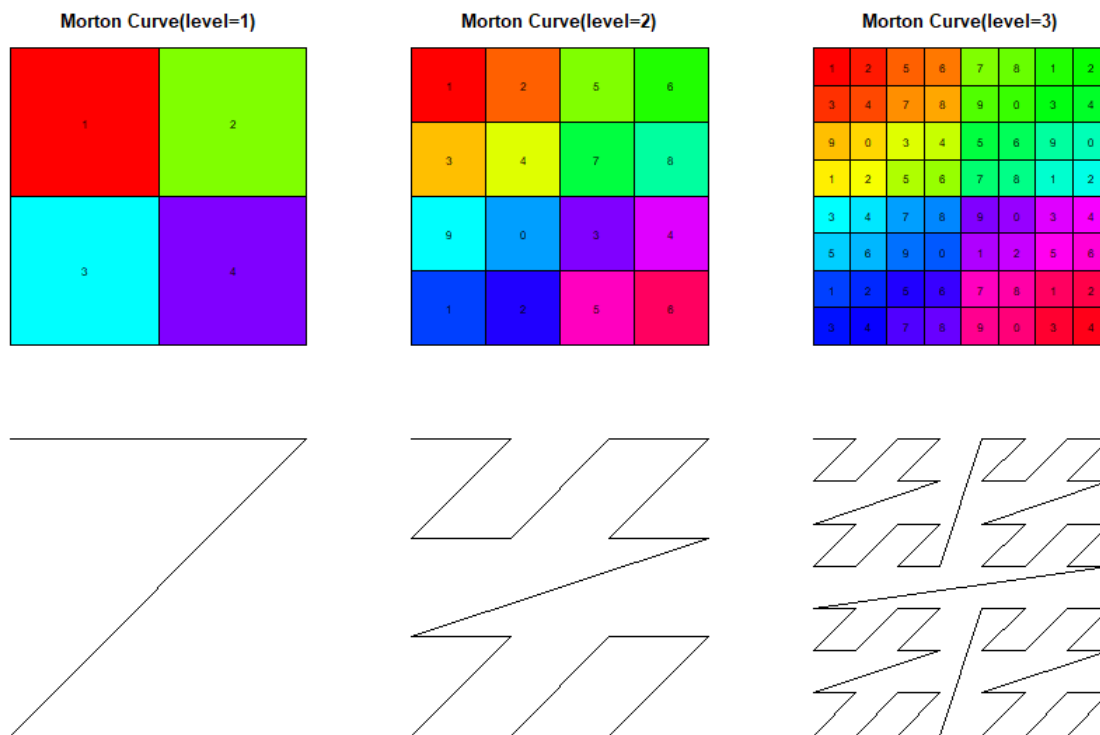 Morton Curve(level=1)
Morton Curve(level=2)
Morton Curve(level=3)
1 2
3 4
1 2 5 6
3 4 7 8
9 0 3 4
1 2 5 6
1 2 5 6 7 8 1 2
3 4 7 8 9 0 3 4
9 0 3 4 5 6 9 0
1 2 5 6 7 8 1 2
3 4 7 8 9 0 3 4
5 6 9 0 1 2 5 6
1 2 5 6 7 8 1 2
3 4 7 8 9 0 3 4